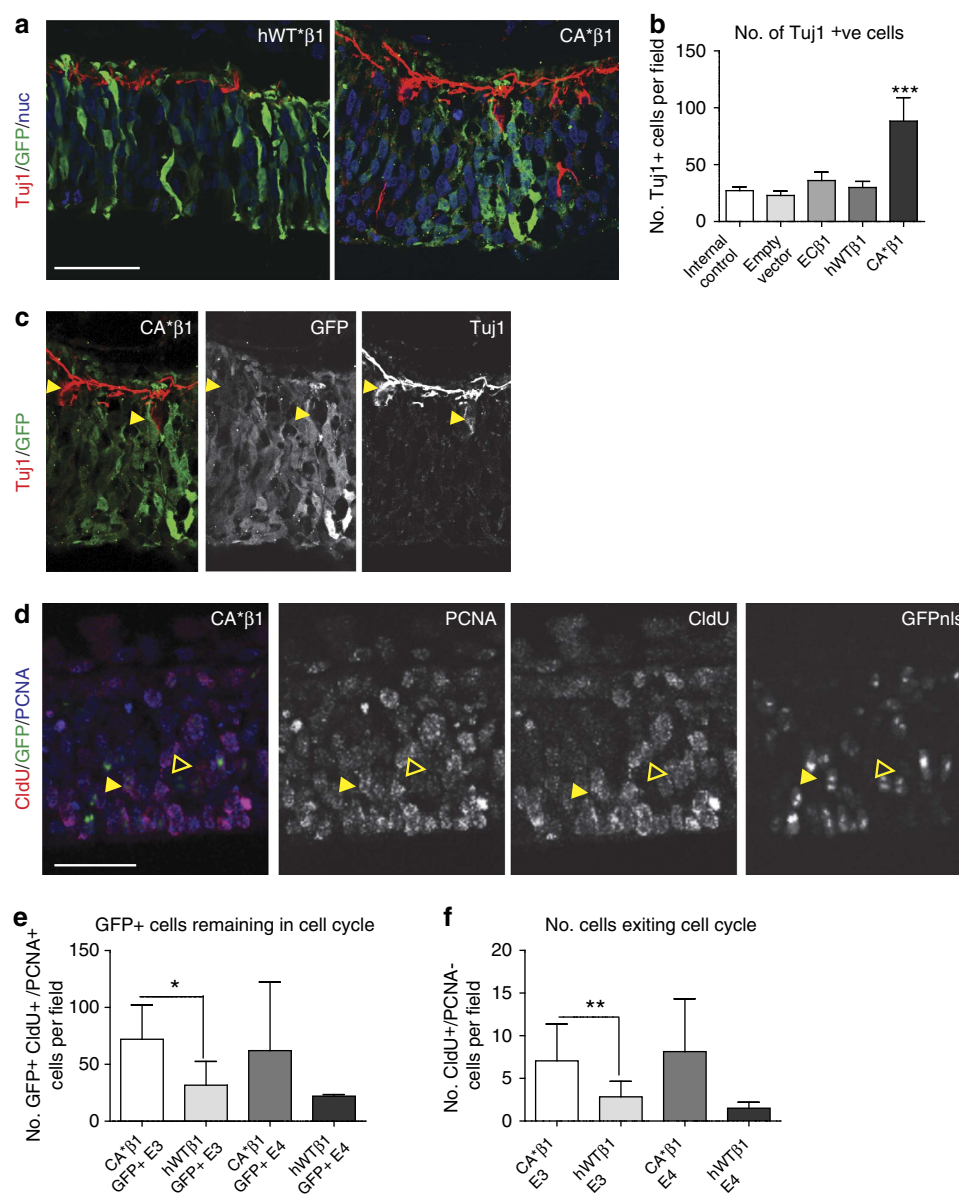 a
hWT*β1
CA*β1
Tuj1/GFP/nuc
b
No. of Tuj1 +ve cells
No. Tuj1+ cells per field
150
100
50
0
***
Internal control
Empty vector
ECβ1
hWTβ1
CA*β1
c
CA*β1
GFP
Tuj1
Tuj1/GFP
d
CA*β1
PCNA
CldU
GFPnls
CldU/GFP/PCNA
e
GFP+ cells remaining in cell cycle
No. GFP+ CldU+ /PCNA+
cells per field
150
100
50
0
*
CA*β1
GFP+ E3
hWTβ1
GFP+ E3
CA*β1
GFP+ E4
hWTβ1
GFP+ E4
f
No. cells exiting cell cycle
No. CldU+/PCNA-
cells per field
20
15
10
5
0
**
CA*β1
E3
hWTβ1
E3
CA*β1
E4
hWTβ1
E4